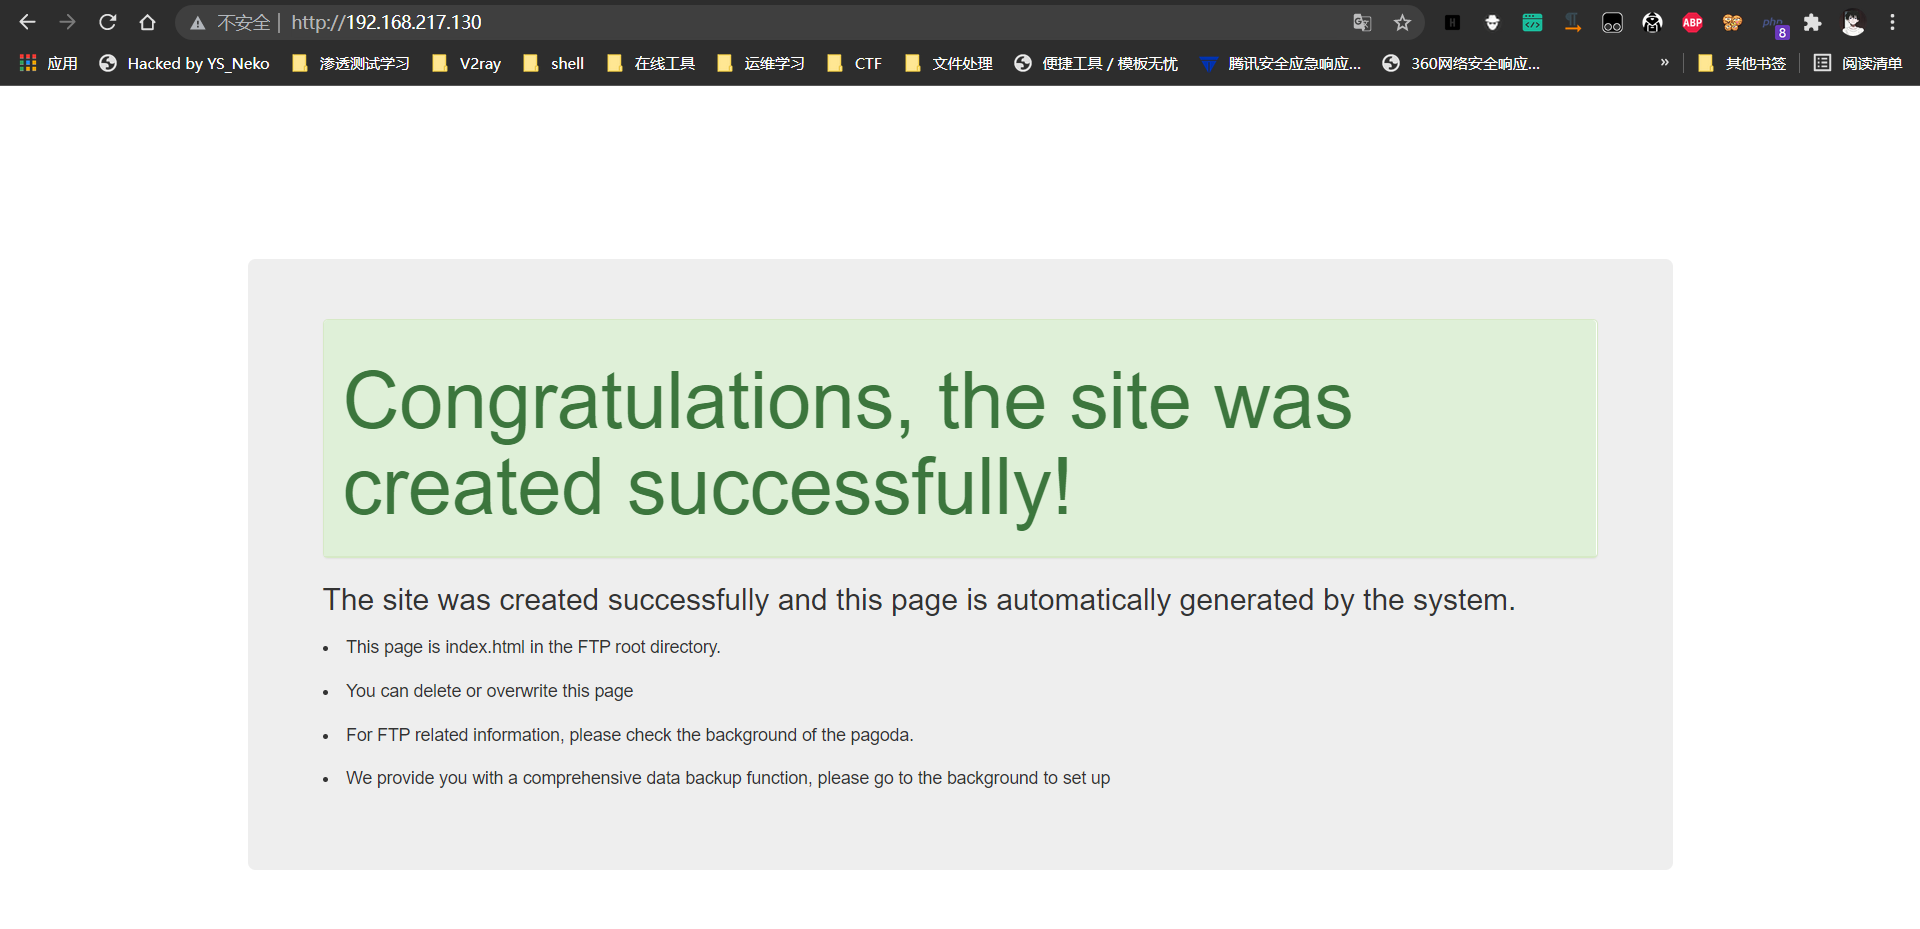 不安全 | http://192.168.217.130
ABP php 8
应用 Hacked by YS_Neko 渗透测试学习 V2ray shell 在线工具 运维学习 CTF 文件处理 便捷工具 / 模板无忧 腾讯安全应急响应... 360网络安全响应... » 其他书签 阅读清单
Congratulations, the site was
created successfully!
The site was created successfully and this page is automatically generated by the system.
• This page is index.html in the FTP root directory.
• You can delete or overwrite this page
• For FTP related information, please check the background of the pagoda.
• We provide you with a comprehensive data backup function, please go to the background to set up